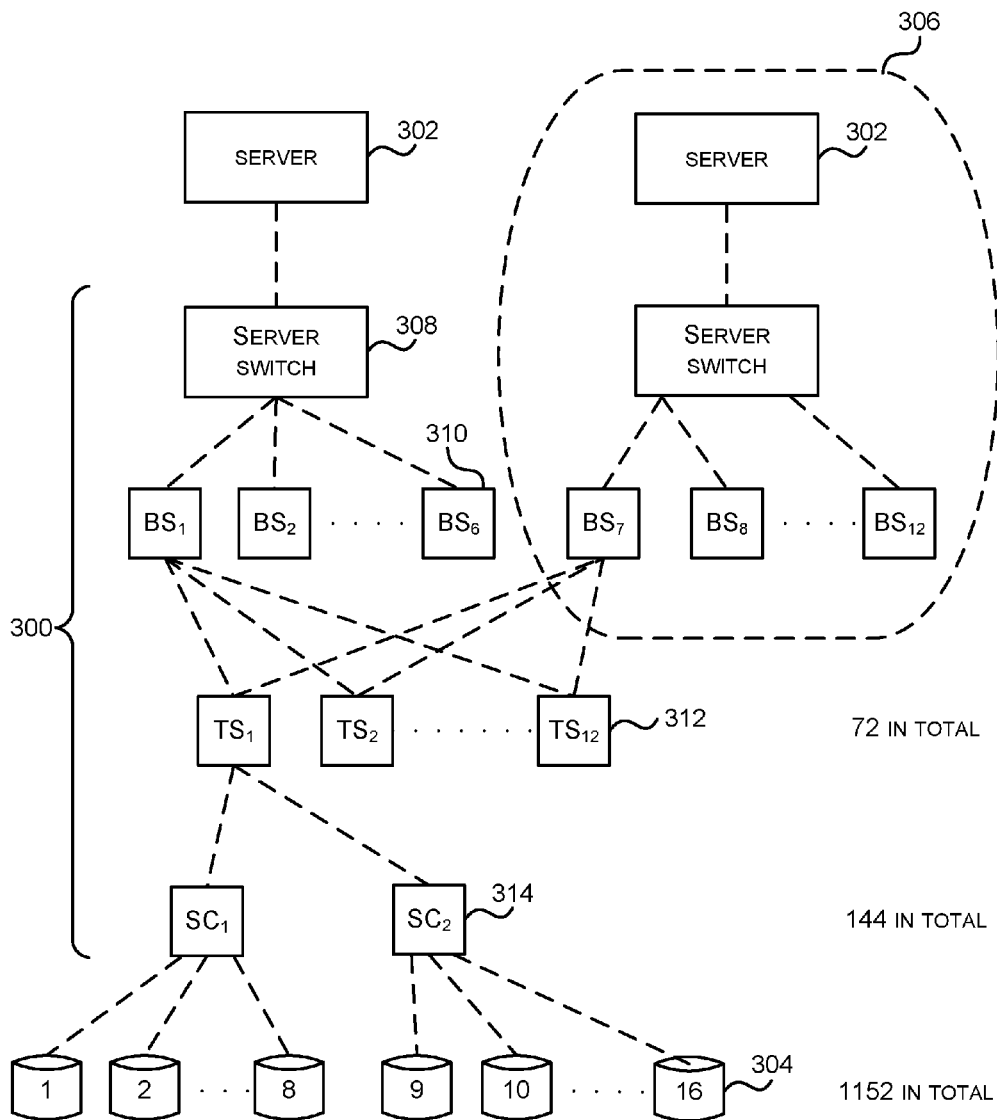 306
302
302
SERVER
SERVER
308
SERVER
SWITCH
SERVER
SWITCH
310
BS₁
BS₂
. . . . .
BS₆
BS₇
BS₈
. . . . .
BS₁₂
300
TS₁
TS₂
. . . . . . . .
TS₁₂
312
72 IN TOTAL
SC₁
SC₂
314
144 IN TOTAL
1
2
. . . . .
8
9
10
. . . . . .
16
304
1152 IN TOTAL